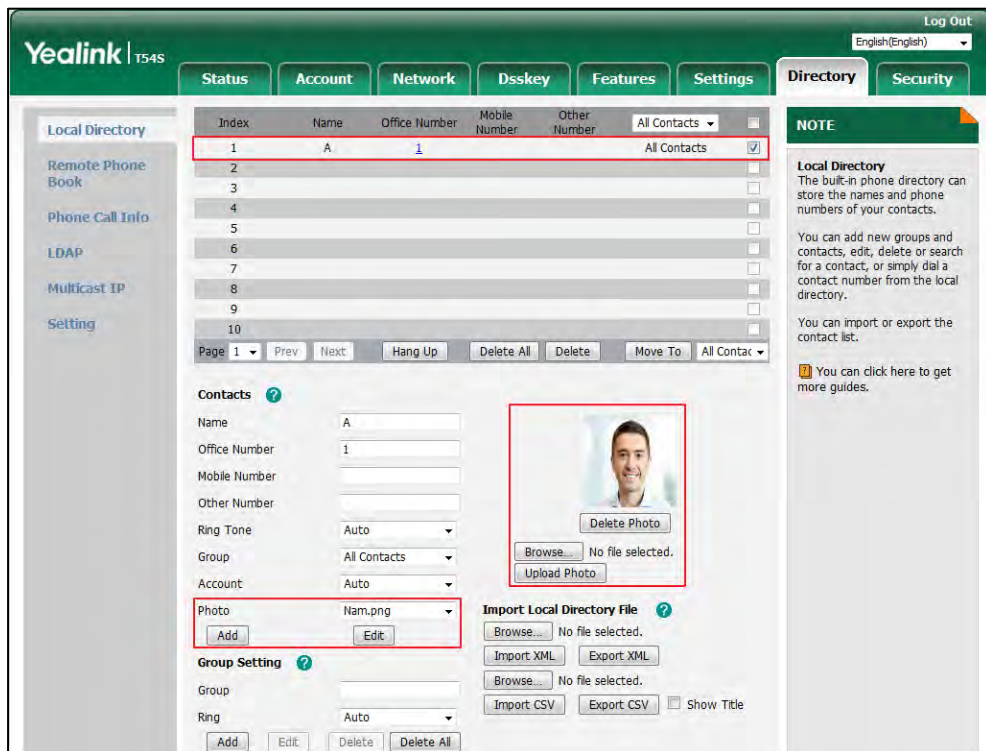 Log Out
English(English)
Yealink | T54S
Status Account Network Dsskey Features Settings Directory Security
Local Directory
Remote Phone
Book
Phone Call Info
LDAP
Multicast IP
Setting
Index Name Office Number Mobile Number Other Number All Contacts
1 A 1 All Contacts
2
3
4
5
6
7
8
9
10
Page 1 Prev Next Hang Up Delete All Delete Move To All Contac
Contacts ?
Name A
Office Number 1
Mobile Number
Other Number
Ring Tone Auto
Group All Contacts
Account Auto
Photo Nam.png
Add Edit
Delete Photo
Browse... No file selected.
Upload Photo
Import Local Directory File ?
Browse... No file selected.
Import XML Export XML
Browse... No file selected.
Import CSV Export CSV Show Title
Group Setting ?
Group
Ring Auto
Add Edit Delete Delete All
NOTE
Local Directory
The built-in phone directory can
store the names and phone
numbers of your contacts.
You can add new groups and
contacts, edit, delete or search
for a contact, or simply dial a
contact number from the local
directory.
You can import or export the
contact list.
? You can click here to get
more guides.